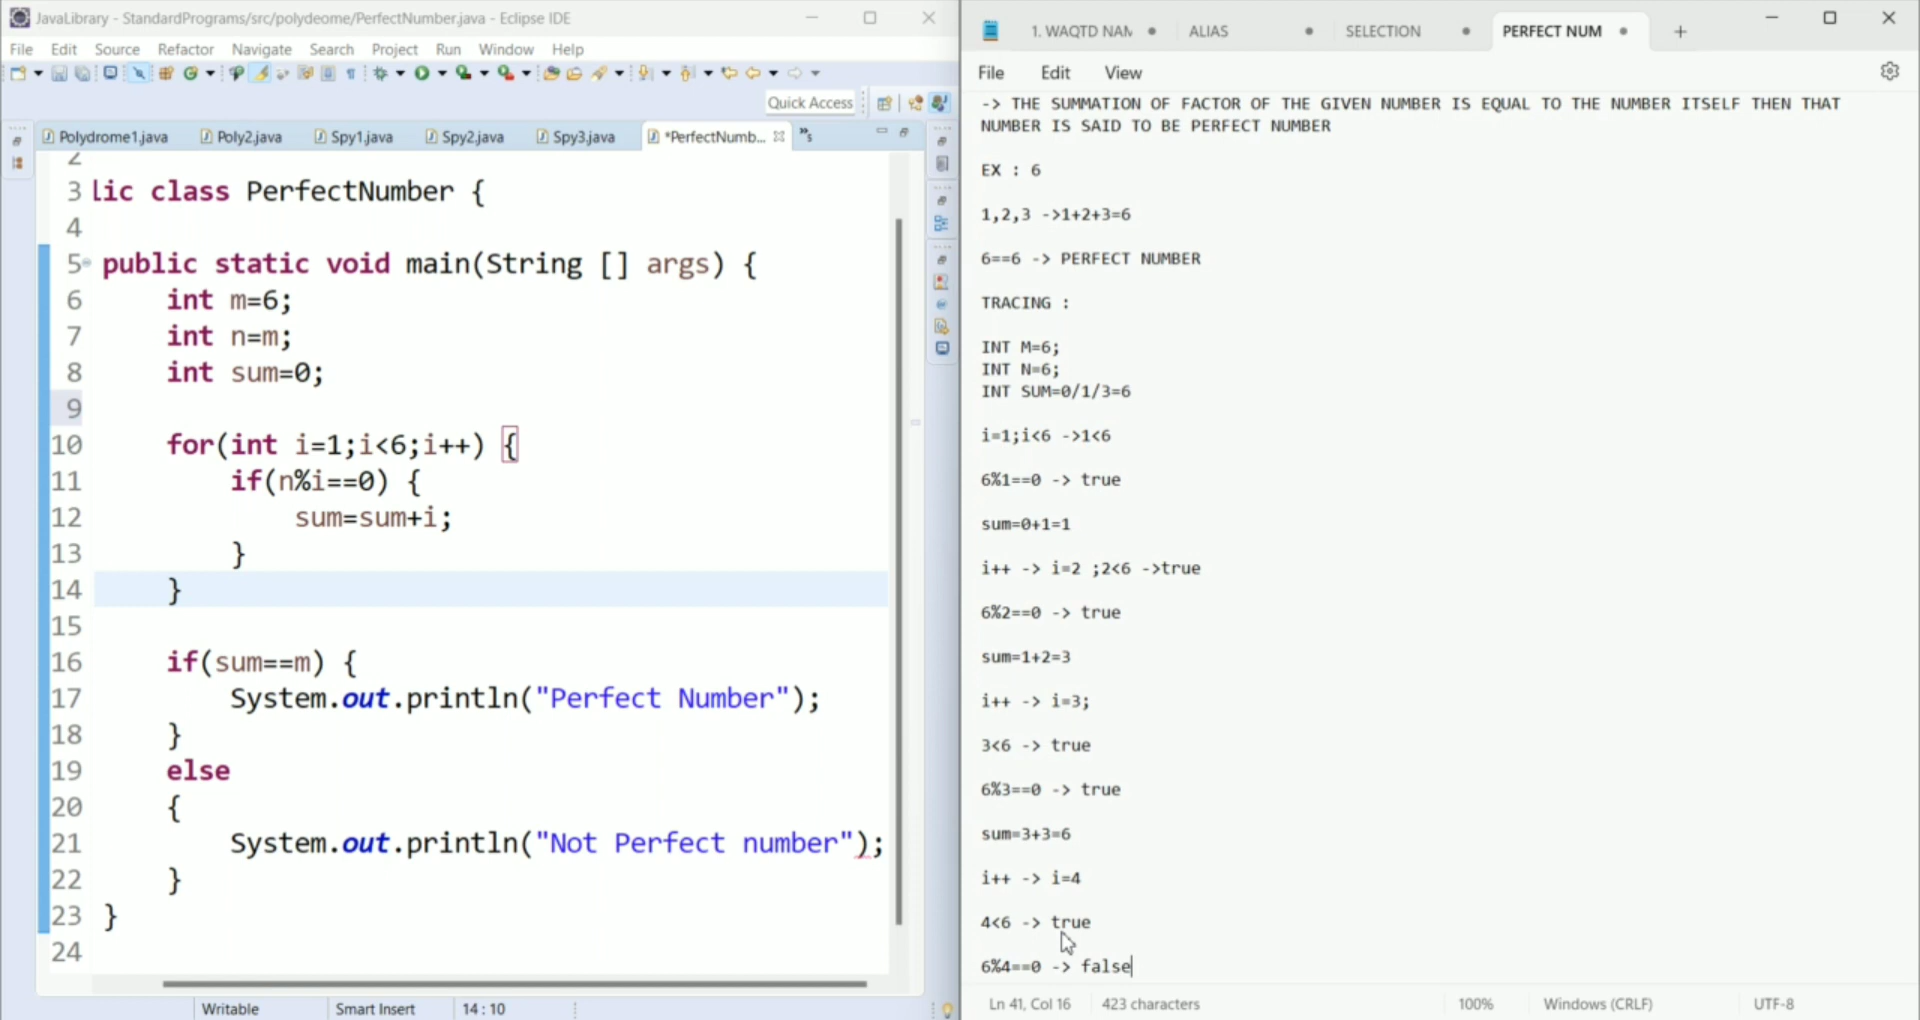 JavaLibrary - StandardPrograms/src/polydeome/PerfectNumber.java - Eclipse IDE
File Edit Source Refactor Navigate Search Project Run Window Help
Quick Access
Polydrome1.java Poly2.java Spy1.java Spy2.java Spy3.java *PerfectNumb... »5
2
3 lic class PerfectNumber {
4
5 public static void main(String [] args) {
6 int m=6;
7 int n=m;
8 int sum=0;
9
10 for(int i=1;i<6;i++) {
11 if(n%i==0) {
12 sum=sum+i;
13 }
14 }
15
16 if(sum==m) {
17 System.out.println("Perfect Number");
18 }
19 else
20 {
21 System.out.println("Not Perfect number");
22 }
23 }
24
Writable Smart Insert 14 : 10
1. WAQTD NAM ALIAS SELECTION PERFECT NUM
File Edit View
-> THE SUMMATION OF FACTOR OF THE GIVEN NUMBER IS EQUAL TO THE NUMBER ITSELF THEN THAT
NUMBER IS SAID TO BE PERFECT NUMBER
EX : 6
1,2,3 ->1+2+3=6
6==6 -> PERFECT NUMBER
TRACING :
INT M=6;
INT N=6;
INT SUM=0/1/3=6
i=1;i<6 ->1<6
6%1==0 -> true
sum=0+1=1
i++ -> i=2 ;2<6 ->true
6%2==0 -> true
sum=1+2=3
i++ -> i=3;
3<6 -> true
6%3==0 -> true
sum=3+3=6
i++ -> i=4
4<6 -> true
6%4==0 -> false
Ln 41, Col 16 423 characters 100% Windows (CRLF) UTF-8